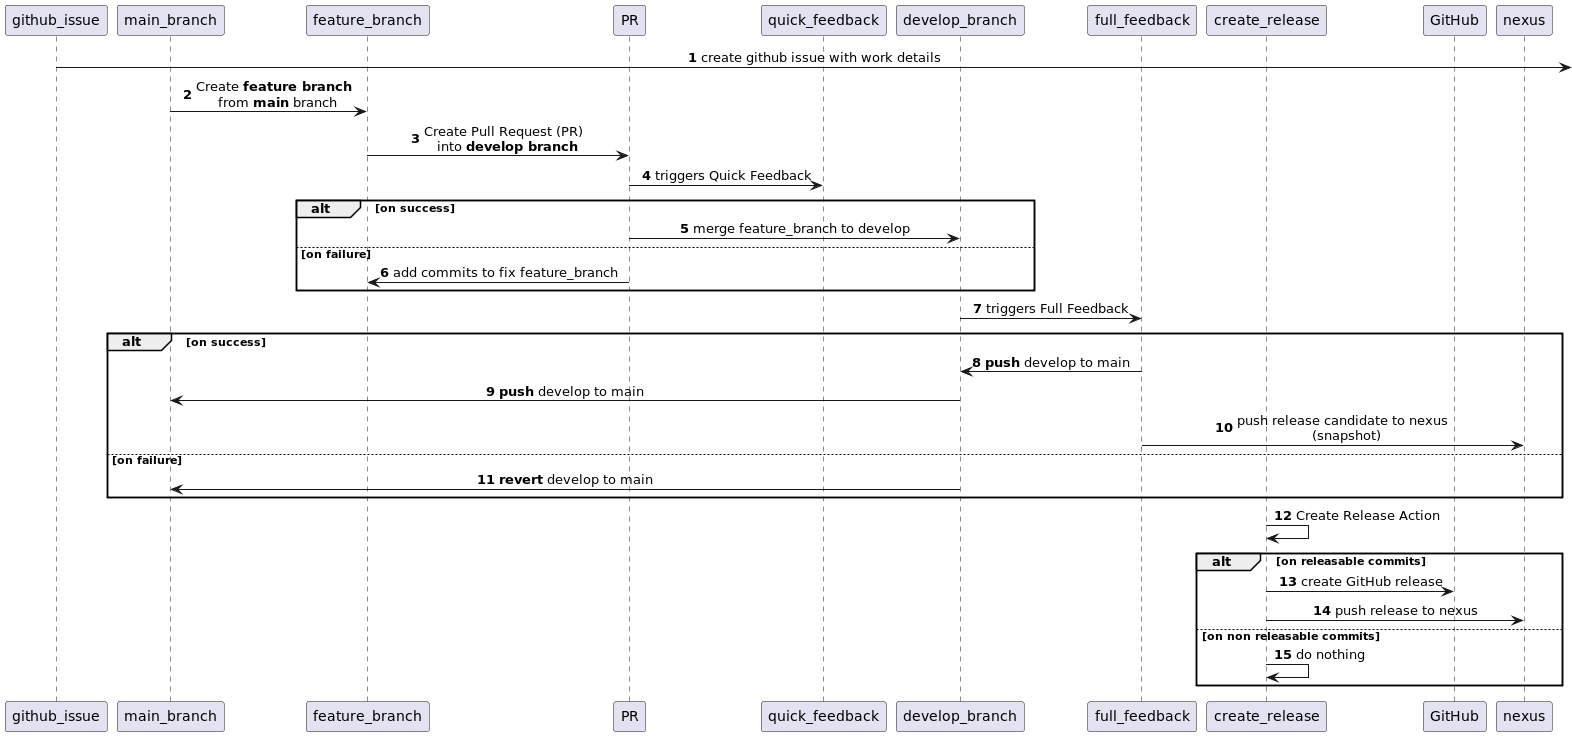 github_issue main_branch feature_branch PR quick_feedback develop_branch full_feedback create_release GitHub nexus
1 create github issue with work details
2 Create feature branch
from main branch
3 Create Pull Request (PR)
into develop branch
4 triggers Quick Feedback
alt [on success]
5 merge feature_branch to develop
[on failure]
6 add commits to fix feature_branch
7 triggers Full Feedback
alt [on success]
8 push develop to main
9 push develop to main
10 push release candidate to nexus
(snapshot)
[on failure]
11 revert develop to main
12 Create Release Action
alt [on releasable commits]
13 create GitHub release
14 push release to nexus
[on non releasable commits]
15 do nothing
github_issue main_branch feature_branch PR quick_feedback develop_branch full_feedback create_release GitHub nexus